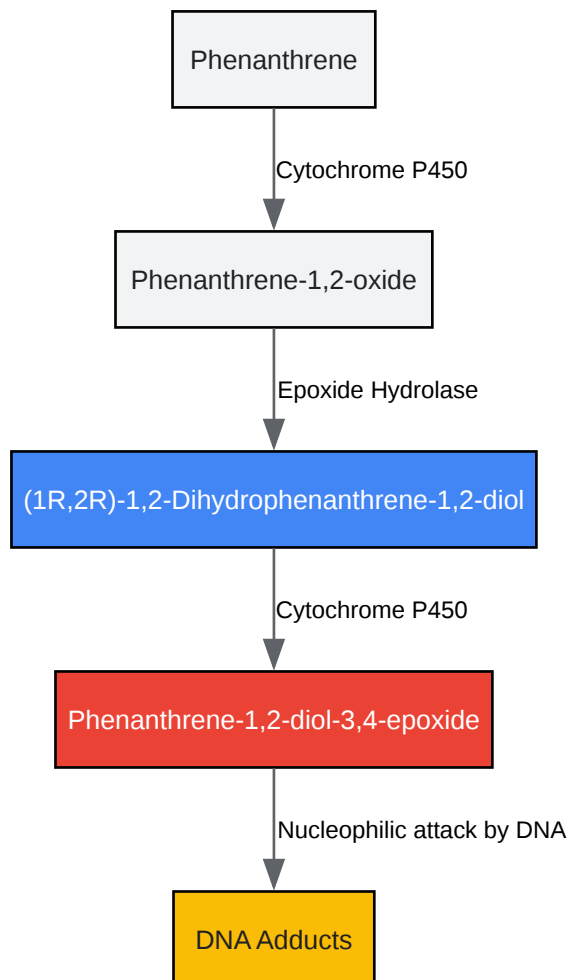 Phenanthrene
Cytochrome P450
Phenanthrene-1,2-oxide
Epoxide Hydrolase
(1R,2R)-1,2-Dihydrophenanthrene-1,2-diol
Cytochrome P450
Phenanthrene-1,2-diol-3,4-epoxide
Nucleophilic attack by DNA
DNA Adducts